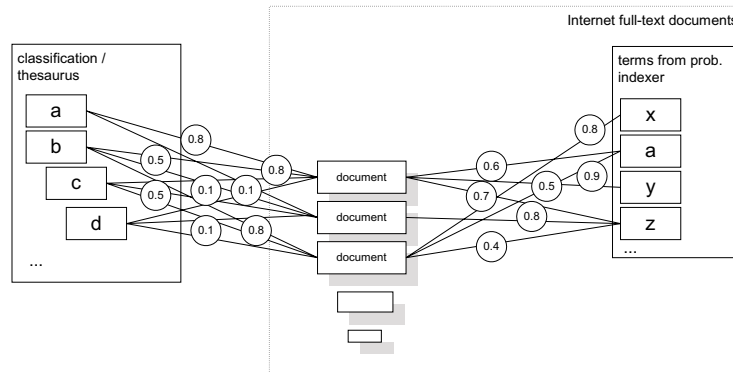 Internet full-text documents
classification /
thesaurus
a
b
c
d
...
0.8
0.5
0.8
0.1
0.1
0.5
0.1
0.8
document
document
document
0.8
0.6
0.9
0.5
0.7
0.8
0.4
terms from prob.
indexer
x
a
y
z
...